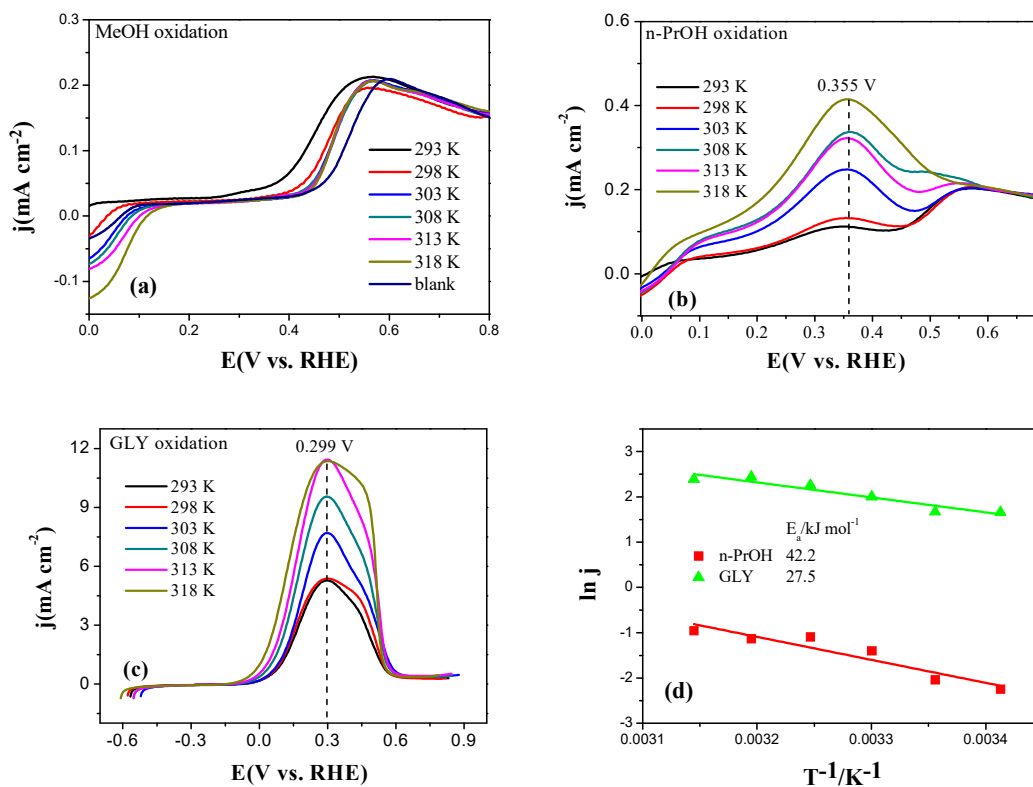 MeOH oxidation
0.3
0.2
0.1
0.0
-0.1
j(mA cm-2)
293 K
298 K
303 K
308 K
313 K
318 K
blank
(a)
0.0 0.2 0.4 0.6 0.8
E(V vs. RHE)
n-PrOH oxidation
0.6
0.4
0.2
0.0
j(mA cm-2)
0.355 V
293 K
298 K
303 K
308 K
313 K
318 K
(b)
0.0 0.1 0.2 0.3 0.4 0.5 0.6
E(V vs. RHE)
GLY oxidation
12
9
6
3
0
j(mA cm-2)
0.299 V
293 K
298 K
303 K
308 K
313 K
318 K
(c)
-0.6 -0.3 0.0 0.3 0.6 0.9
E(V vs. RHE)
3
2
1
0
-1
-2
-3
ln j
Ea/kJ mol-1
n-PrOH 42.2
GLY 27.5
(d)
0.0031 0.0032 0.0033 0.0034
T-1/K-1